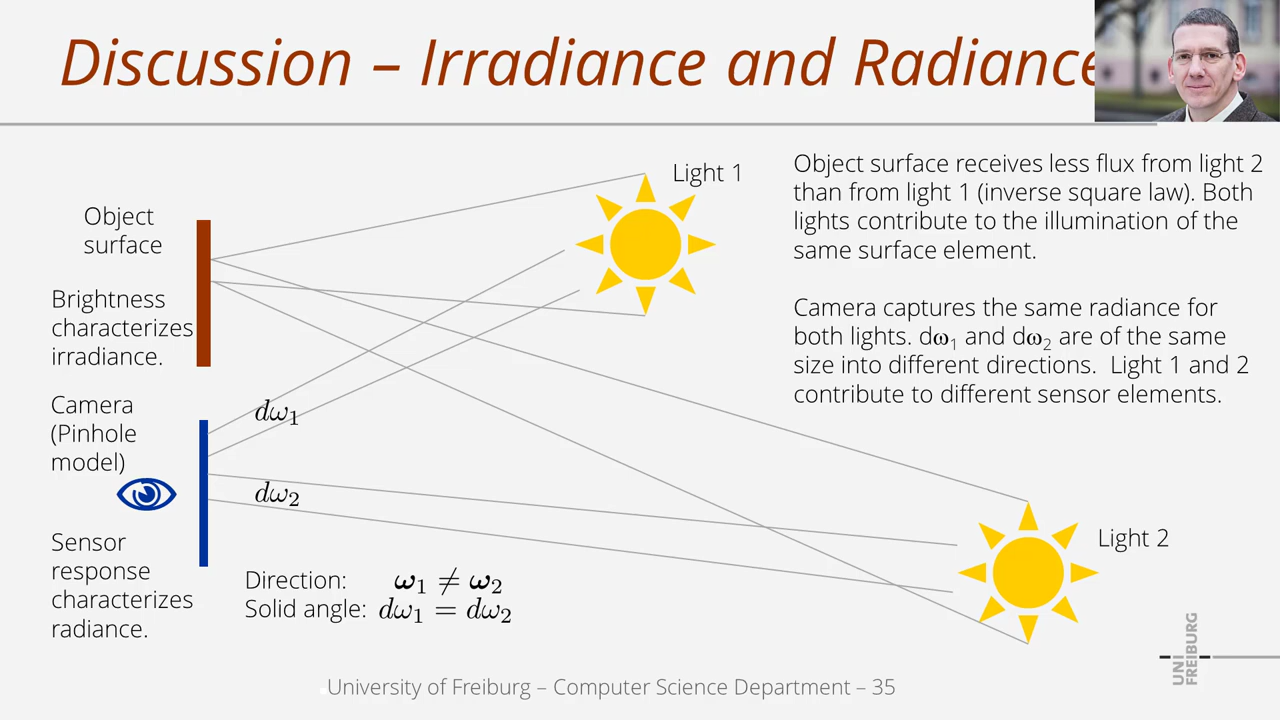 Discussion – Irradiance and Radiance
Light 1
Object surface receives less flux from light 2
than from light 1 (inverse square law). Both
lights contribute to the illumination of the
same surface element.
Object
surface
Brightness
characterizes
irradiance.
Camera captures the same radiance for
both lights. dω₁ and dω₂ are of the same
size into different directions.  Light 1 and 2
contribute to different sensor elements.
Camera
(Pinhole
model)
dω₁
dω₂
Light 2
Sensor
response
characterizes
radiance.
Direction: ω₁ ≠ ω₂
Solid angle: dω₁ = dω₂
UNI
FREIBURG
University of Freiburg – Computer Science Department – 35